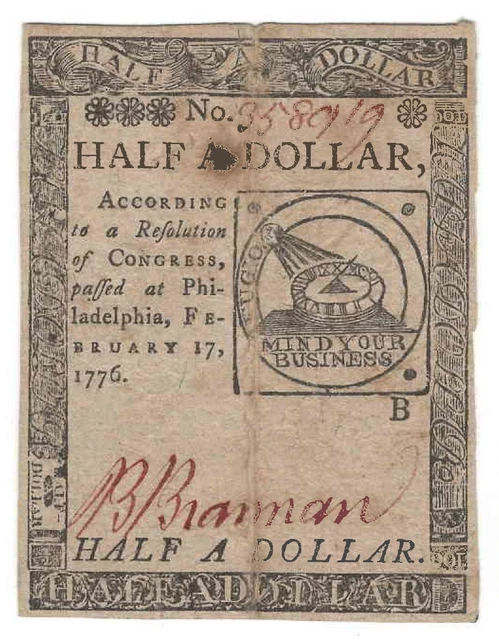 HALF A DOLLAR
No. 358919
HALF A DOLLAR,
ACCORDING
to a Reſolution
of CONGRESS,
paſſed at Phi-
ladelphia, FE-
BRUARY 17,
1776.
FUGIO
MIND YOUR
BUSINESS
B
B Brannan
HALF A DOLLAR.
HALF A DOLLAR